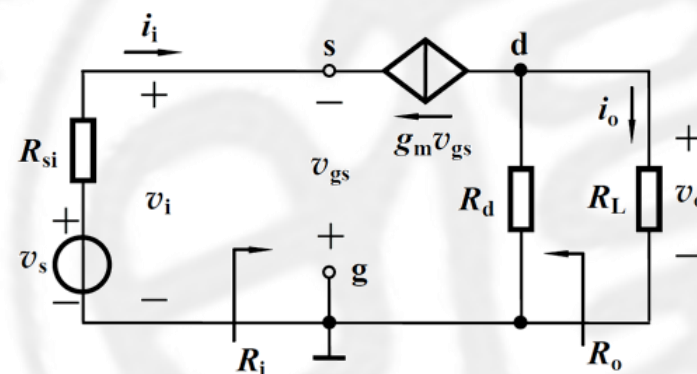 i_i
s
d
+
−
g_m v_gs
i_o
+
R_si
v_i
v_gs
R_d
R_L
+
v_s
−
−
+
g
−
R_i
R_o